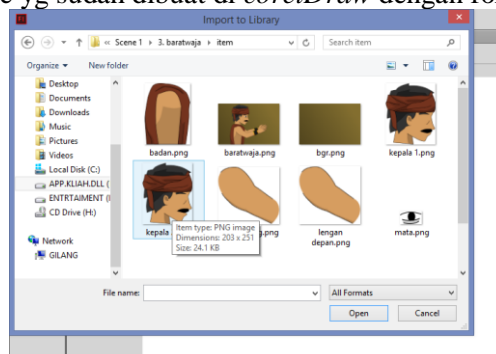 yg sudah dibuat di corelDraw dengan for
Import to Library
« Scene 1 › 3. baratwaja › item
Search item
Organize
New folder
Desktop
Documents
Downloads
Music
Pictures
Videos
Local Disk (C:)
APP.KUAH.DLL (
ENTRTAIMENT (
CD Drive (H:)
Network
GILANG
badan.png
baratwaja.png
bgr.png
kepala 1.png
kepala
g.png
lengan
depan.png
mata.png
Item type: PNG image
Dimensions: 203 x 251
Size: 24.1 KB
File name:
All Formats
Open
Cancel